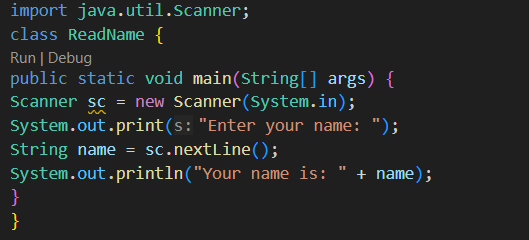 import java.util.Scanner;
class ReadName {
Run | Debug
public static void main(String[] args) {
Scanner sc = new Scanner(System.in);
System.out.print(s: "Enter your name: ");
String name = sc.nextLine();
System.out.println("Your name is: " + name);
}
}